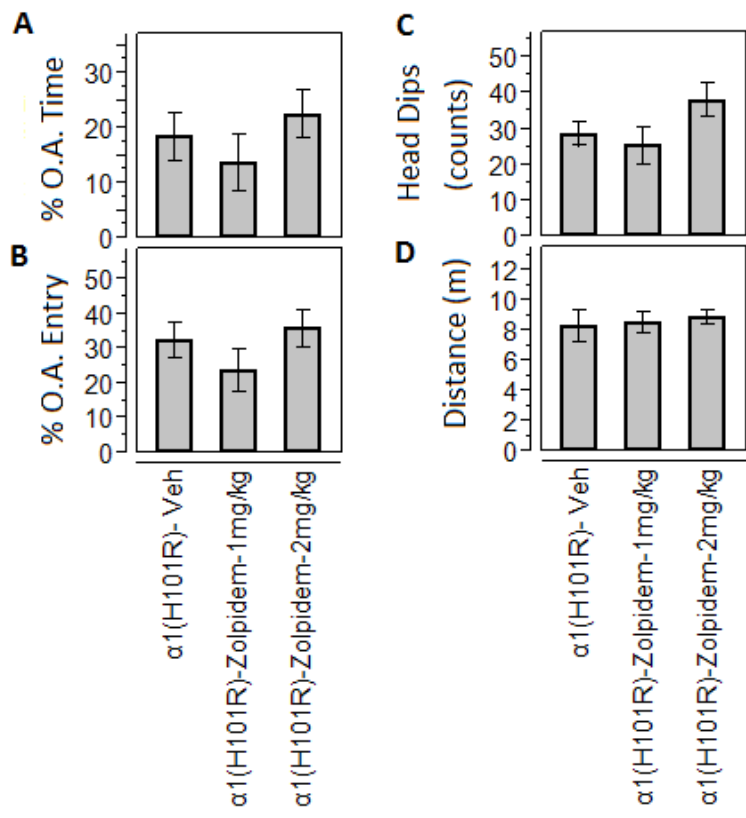 A
% O.A. Time
30
20
10
0
B
% O.A. Entry
50
40
30
20
10
0
α1(H101R)- Veh
α1(H101R)-Zolpidem-1mg/kg
α1(H101R)-Zolpidem-2mg/kg
C
Head Dips
(counts)
50
40
30
20
10
0
D
Distance (m)
12
10
8
6
4
2
0
α1(H101R)- Veh
α1(H101R)-Zolpidem-1mg/kg
α1(H101R)-Zolpidem-2mg/kg